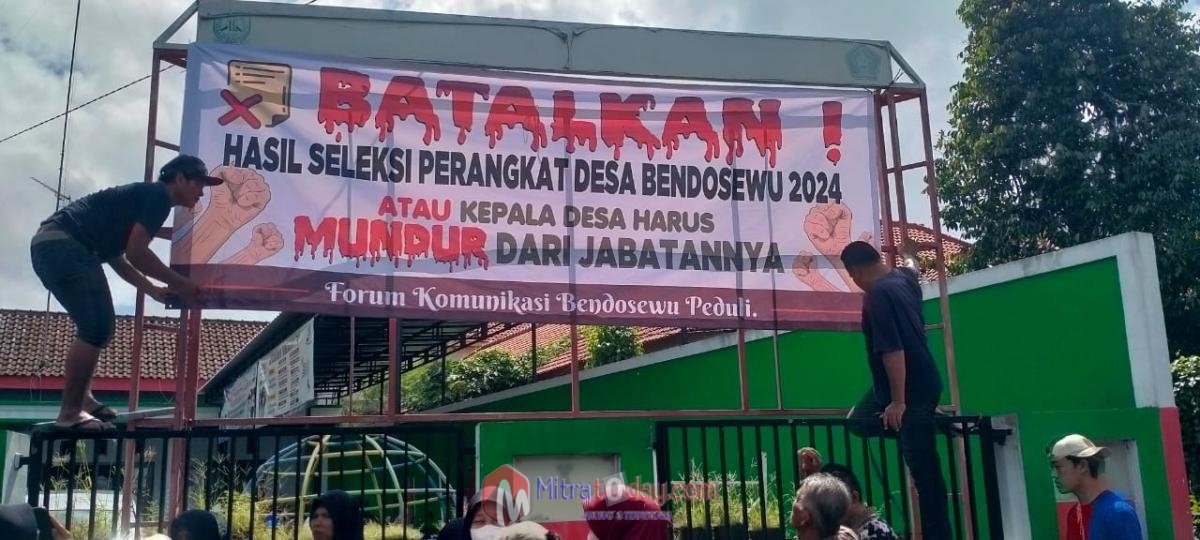 BATALKAN !
HASIL SELEKSI PERANGKAT DESA BENDOSEWU 2024
ATAU KEPALA DESA HARUS
MUNDUR DARI JABATANNYA
Forum Komunikasi Bendosewu Peduli.
Mitratoday.com